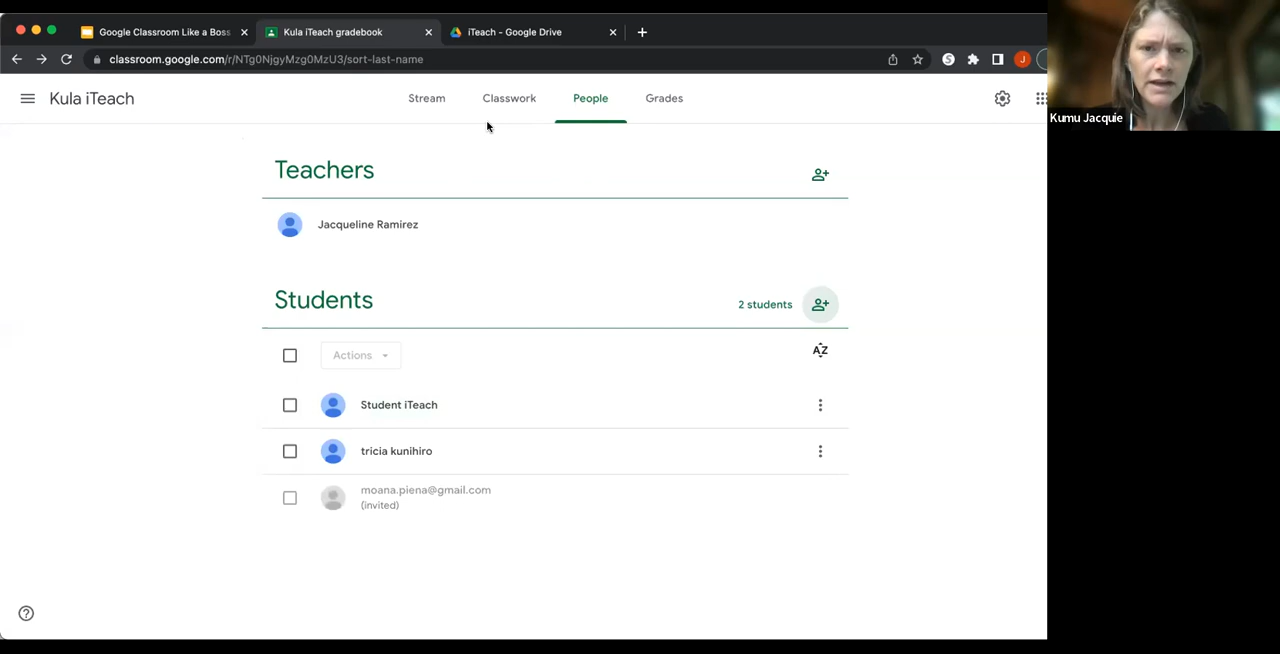 Google Classroom Like a Boss
Kula iTeach gradebook
iTeach - Google Drive
classroom.google.com/r/NTg0NjgyMzg0MzU3/sort-last-name
S
J
Kula iTeach
Stream
Classwork
People
Grades
Kumu Jacquie
Teachers
Jacqueline Ramirez
Students
2 students
Actions
AZ
Student iTeach
tricia kunihiro
moana.piena@gmail.com
(invited)